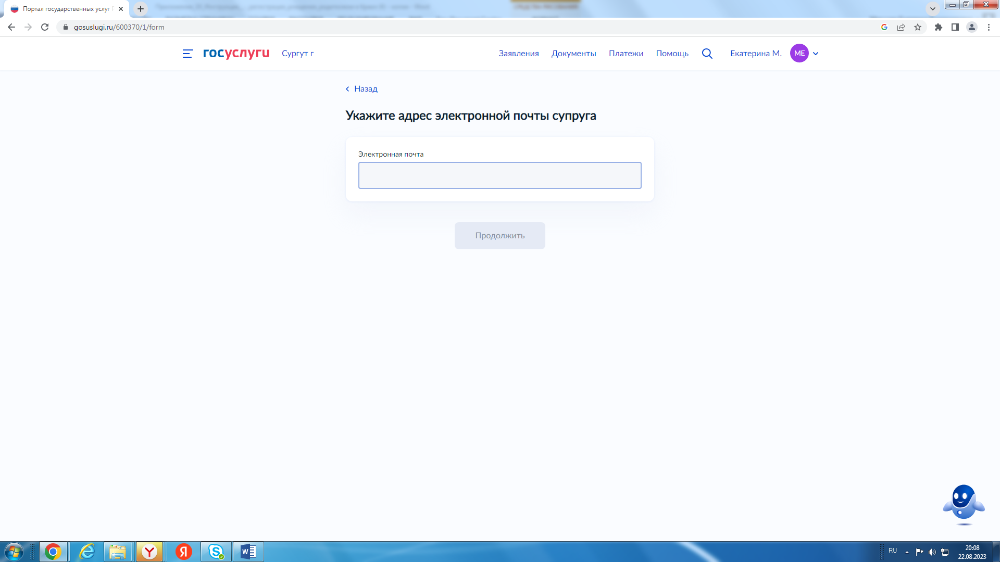 Портал государственных услуг
gosuslugi.ru/600370/1/form
госуслуги
Сургут г
Заявления
Документы
Платежи
Помощь
Екатерина М.
МЕ
Назад
Укажите адрес электронной почты супруга
Электронная почта
Продолжить
RU
20:08
22.08.2023